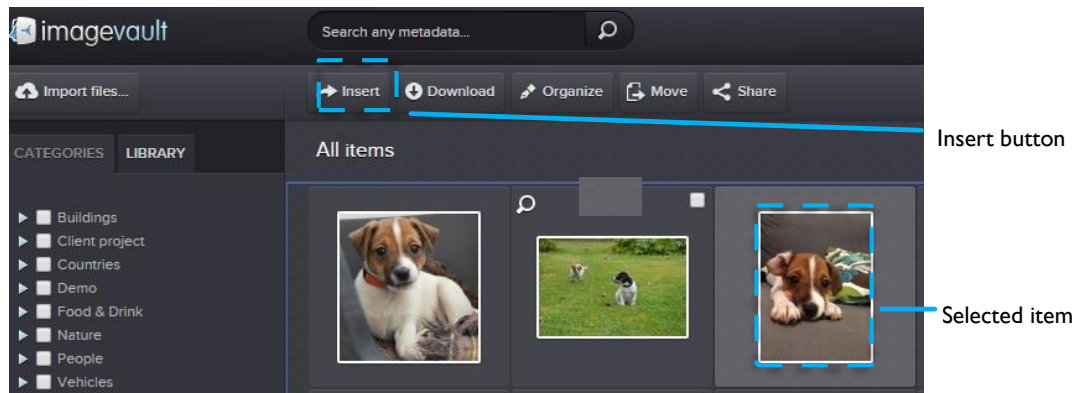 imagevault
Search any metadata...
Import files...
Insert
Download
Organize
Move
Share
Insert button
CATEGORIES
LIBRARY
All items
Buildings
Client project
Countries
Demo
Food & Drink
Nature
People
Vehicles
Selected item